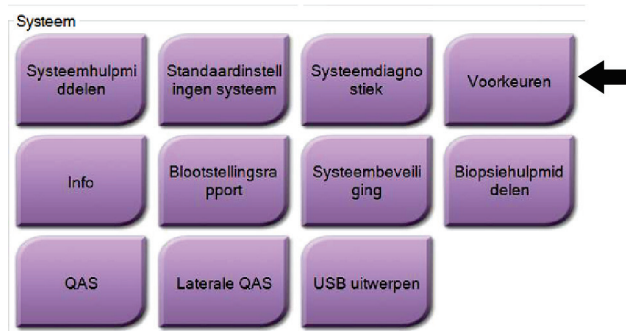 Systeem
Systeemhulpmi
ddelen
Standaardinstell
ingen systeem
Systeemdiagno
stiek
Voorkeuren
Info
Blootstellingsra
pport
Systeembeveili
ging
Biopsiehulpmid
delen
QAS
Laterale QAS
USB uitwerpen